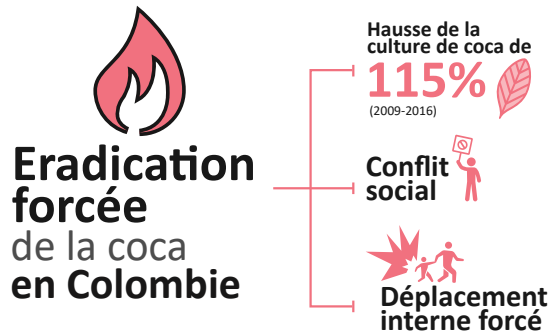 Eradication
forcée
de la coca
en Colombie
Hausse de la
culture de coca de
115%
(2009-2016)
Conflit
social
Déplacement
interne forcé